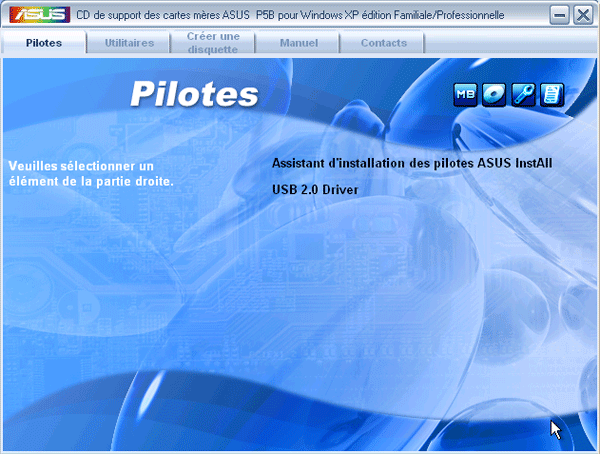 ASUS CD de support des cartes mères ASUS P5B pour Windows XP édition Familiale/Professionnelle
Pilotes Utilitaires Créer une disquette Manuel Contacts
Pilotes
MB
Veuilles sélectionner un
élément de la partie droite.
Assistant d'installation des pilotes ASUS InstAll
USB 2.0 Driver